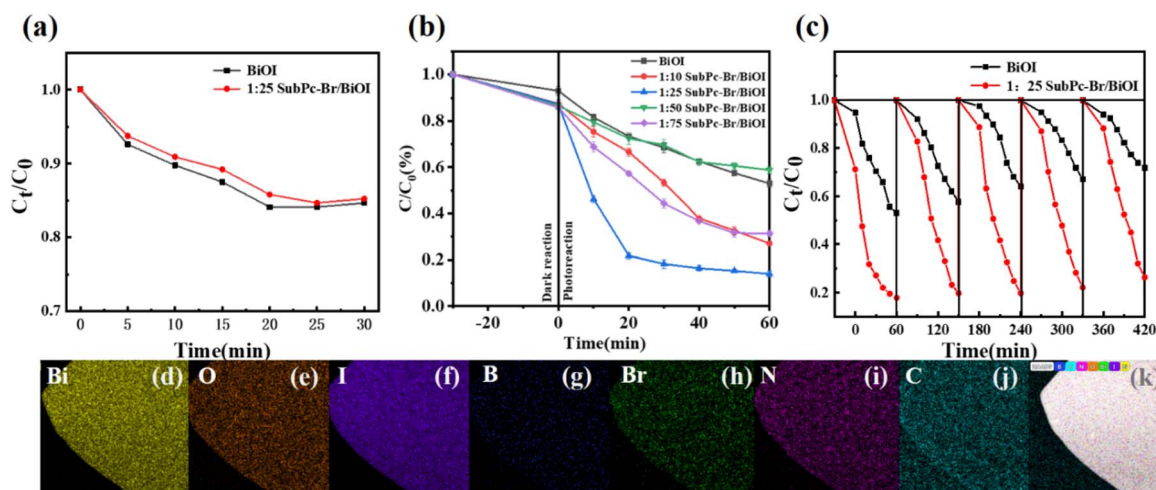 (a)
BiOI
1:25 SubPc-Br/BiOI
Ct/C0
1.0
0.9
0.8
0.7
0 5 10 15 20 25 30
Time(min)
(b)
BiOI
1:10 SubPc-Br/BiOI
1:25 SubPc-Br/BiOI
1:50 SubPc-Br/BiOI
1:75 SubPc-Br/BiOI
C/C0(%)
1.0
0.8
0.6
0.4
0.2
0.0
Dark reaction
Photoreaction
-20 0 20 40 60
Time(min)
(c)
BiOI
1：25 SubPc-Br/BiOI
Ct/C0
1.0
0.8
0.6
0.4
0.2
0 60 120 180 240 300 360 420
Time(min)
Bi (d)
O (e)
I (f)
B (g)
Br (h)
N (i)
C (j)
(k)